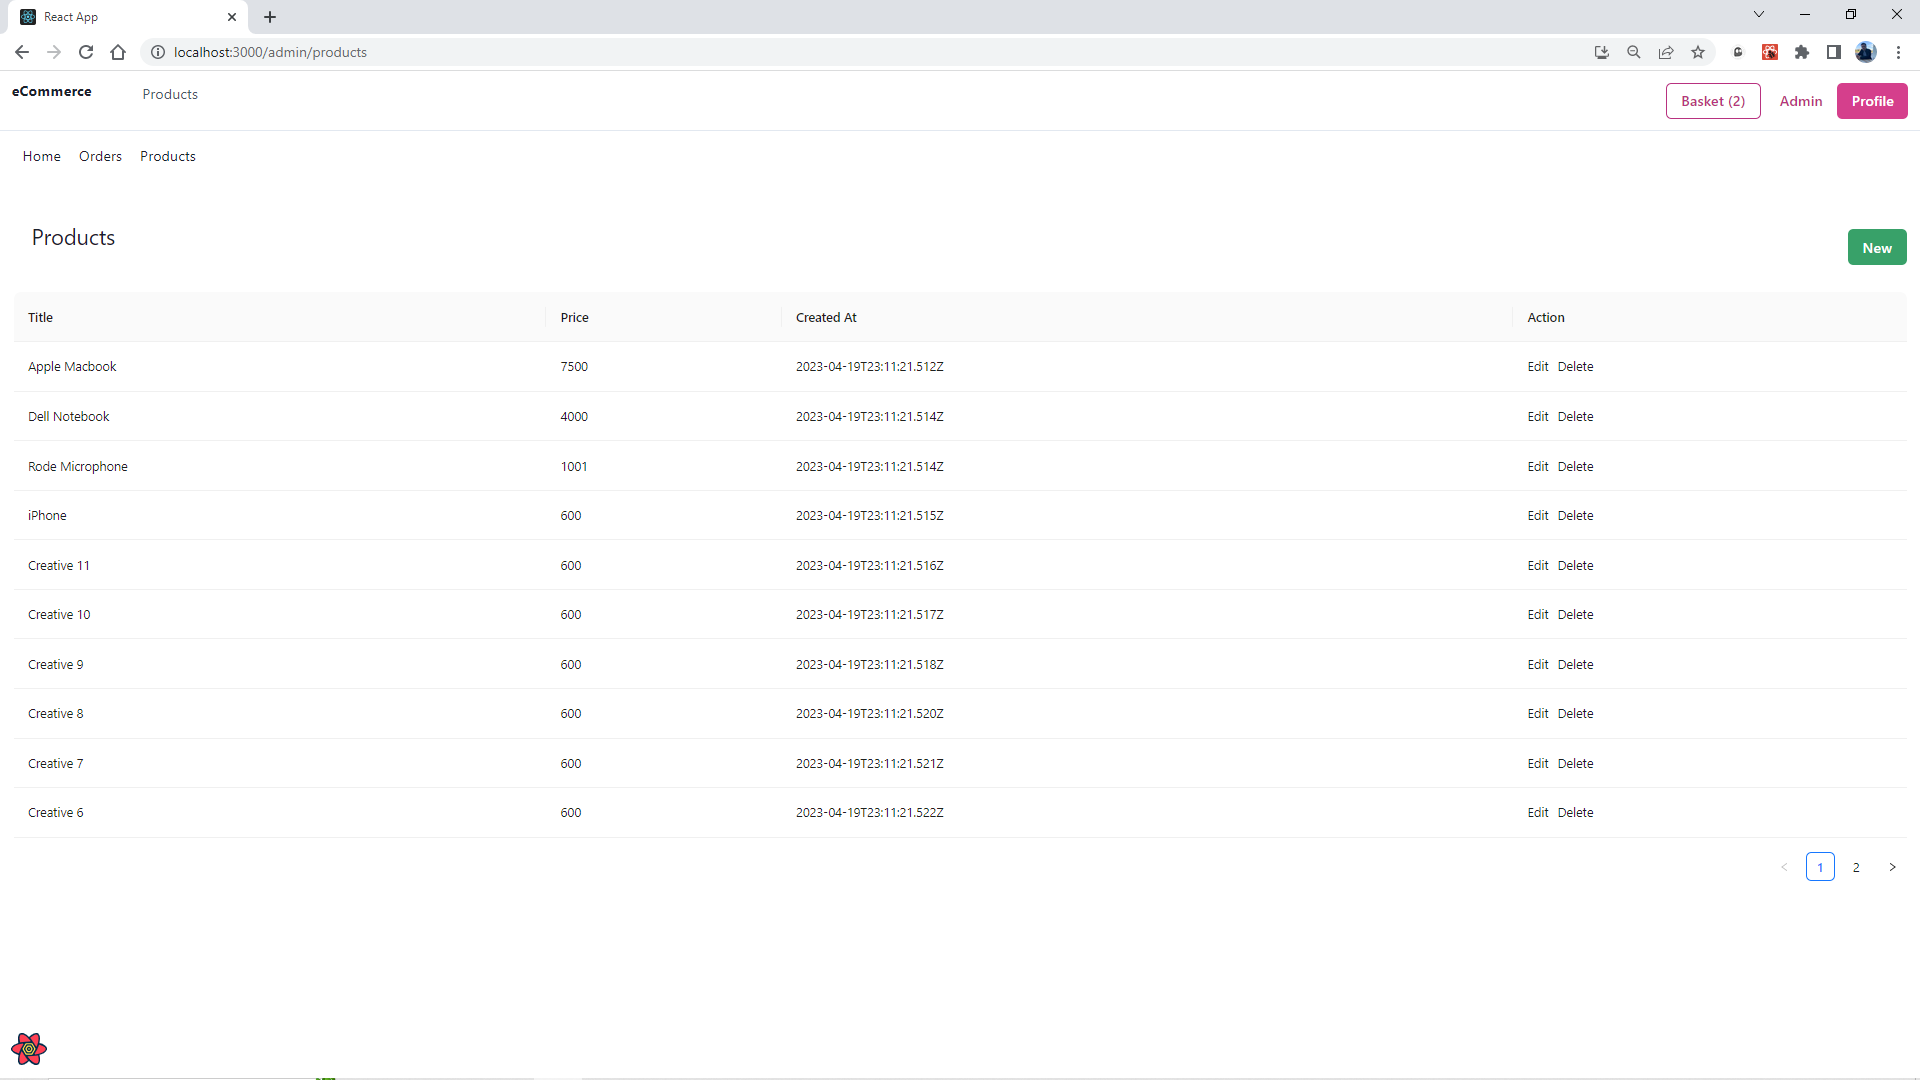 React App
localhost:3000/admin/products
eCommerce Products Basket (2) Admin Profile
Home Orders Products
Products
New
Title Price Created At Action
Apple Macbook 7500 2023-04-19T23:11:21.512Z Edit Delete
Dell Notebook 4000 2023-04-19T23:11:21.514Z Edit Delete
Rode Microphone 1001 2023-04-19T23:11:21.514Z Edit Delete
iPhone 600 2023-04-19T23:11:21.515Z Edit Delete
Creative 11 600 2023-04-19T23:11:21.516Z Edit Delete
Creative 10 600 2023-04-19T23:11:21.517Z Edit Delete
Creative 9 600 2023-04-19T23:11:21.518Z Edit Delete
Creative 8 600 2023-04-19T23:11:21.520Z Edit Delete
Creative 7 600 2023-04-19T23:11:21.521Z Edit Delete
Creative 6 600 2023-04-19T23:11:21.522Z Edit Delete
< 1 2 >